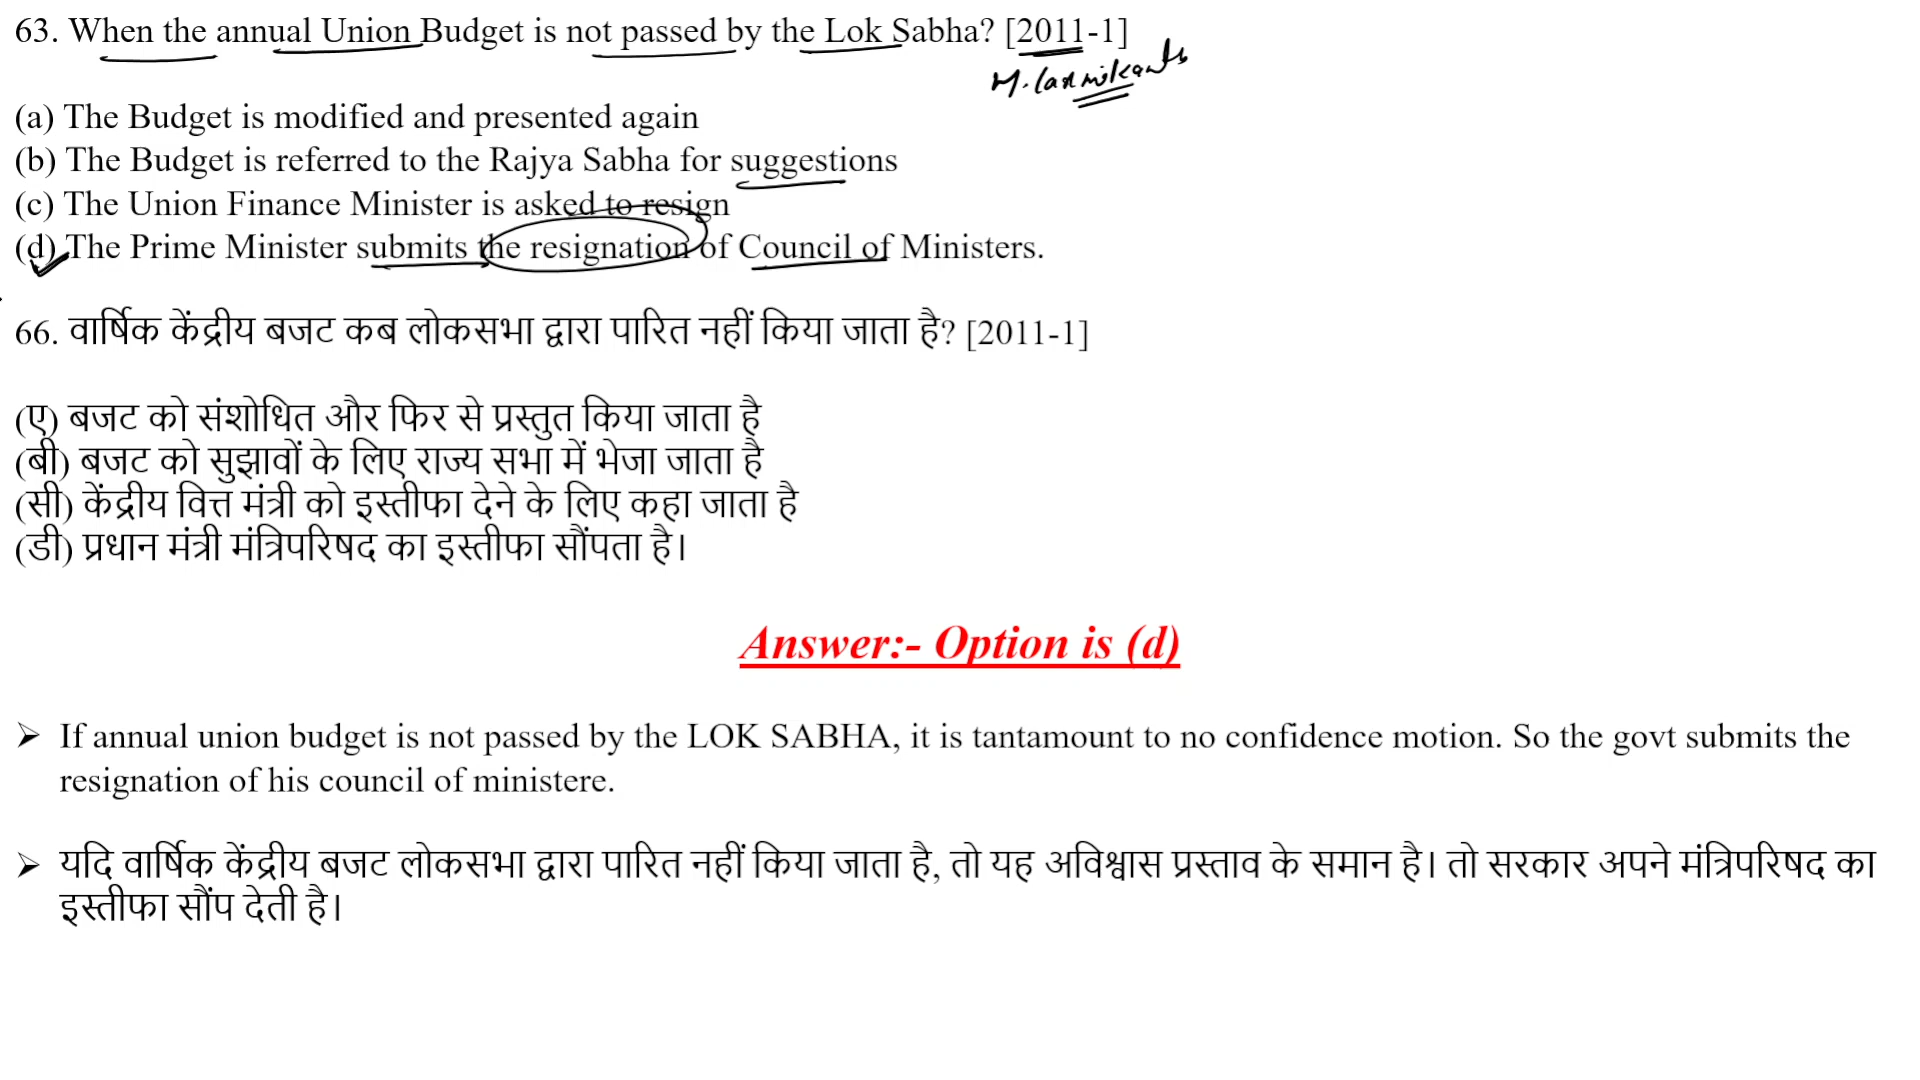 63. When the annual Union Budget is not passed by the Lok Sabha? [2011-1]
M. Laxmikanth
(a) The Budget is modified and presented again
(b) The Budget is referred to the Rajya Sabha for suggestions
(c) The Union Finance Minister is asked to resign
(d) The Prime Minister submits the resignation of Council of Ministers.
66. वार्षिक केंद्रीय बजट कब लोकसभा द्वारा पारित नहीं किया जाता है? [2011-1]
(ए) बजट को संशोधित और फिर से प्रस्तुत किया जाता है
(बी) बजट को सुझावों के लिए राज्य सभा में भेजा जाता है
(सी) केंद्रीय वित्त मंत्री को इस्तीफा देने के लिए कहा जाता है
(डी) प्रधान मंत्री मंत्रिपरिषद का इस्तीफा सौंपता है।
Answer:- Option is (d)
➢ If annual union budget is not passed by the LOK SABHA, it is tantamount to no confidence motion. So the govt submits the
resignation of his council of ministere.
➢ यदि वार्षिक केंद्रीय बजट लोकसभा द्वारा पारित नहीं किया जाता है, तो यह अविश्वास प्रस्ताव के समान है। तो सरकार अपने मंत्रिपरिषद का
इस्तीफा सौंप देती है।